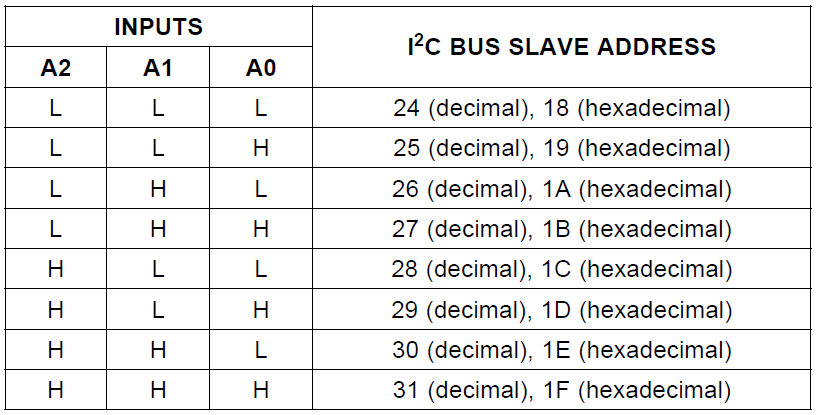 INPUTS
I²C BUS SLAVE ADDRESS
A2 A1 A0
L L L 24 (decimal), 18 (hexadecimal)
L L H 25 (decimal), 19 (hexadecimal)
L H L 26 (decimal), 1A (hexadecimal)
L H H 27 (decimal), 1B (hexadecimal)
H L L 28 (decimal), 1C (hexadecimal)
H L H 29 (decimal), 1D (hexadecimal)
H H L 30 (decimal), 1E (hexadecimal)
H H H 31 (decimal), 1F (hexadecimal)